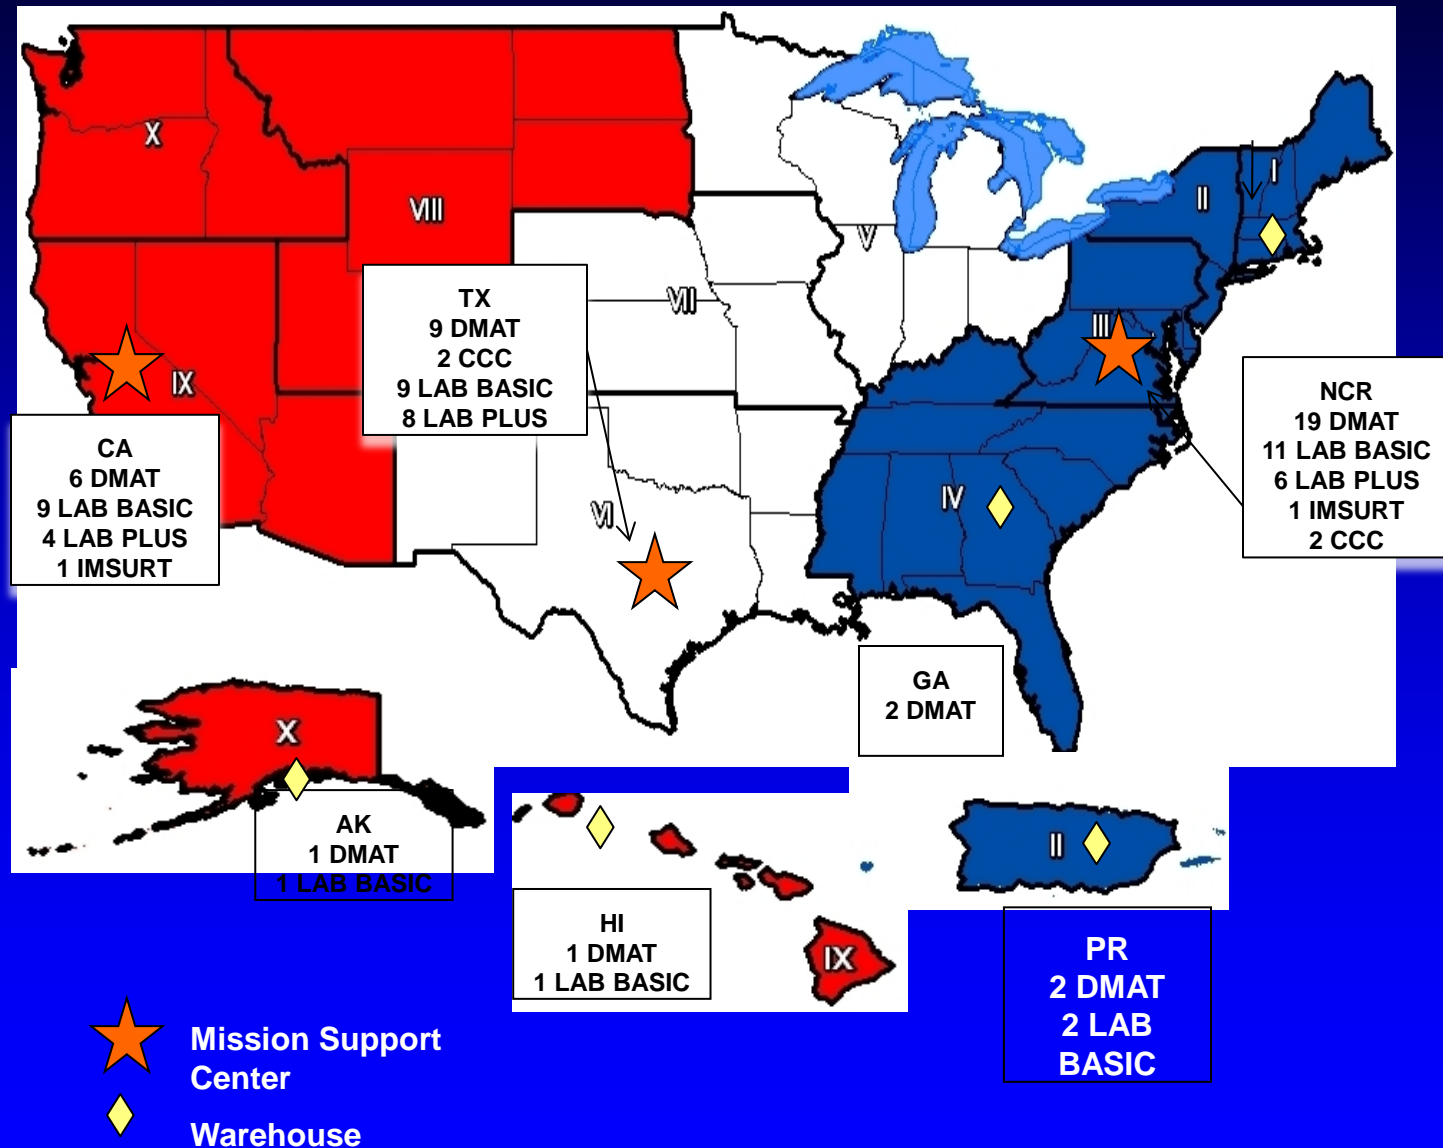 X
VIII
IX
VII
V
VI
IV
III
II
I
TX
9 DMAT
2 CCC
9 LAB BASIC
8 LAB PLUS
CA
6 DMAT
9 LAB BASIC
4 LAB PLUS
1 IMSURT
NCR
19 DMAT
11 LAB BASIC
6 LAB PLUS
1 IMSURT
2 CCC
GA
2 DMAT
X
AK
1 DMAT
1 LAB BASIC
HI
1 DMAT
1 LAB BASIC
IX
II
PR
2 DMAT
2 LAB
BASIC
Mission Support
Center
Warehouse